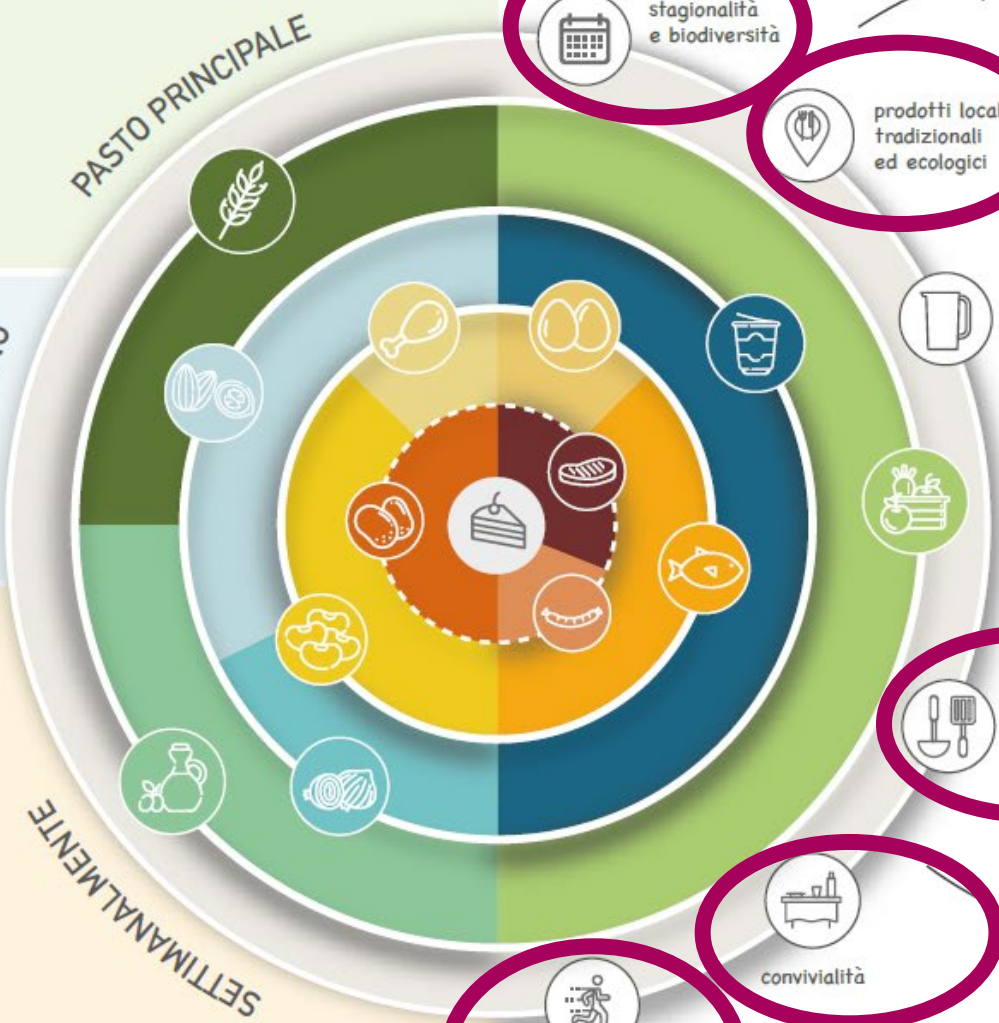 PASTO PRINCIPALE
stagionalità
e biodiversità
prodotti local
tradizionali
ed ecologici
SETTIMANALMENTE
convivialità